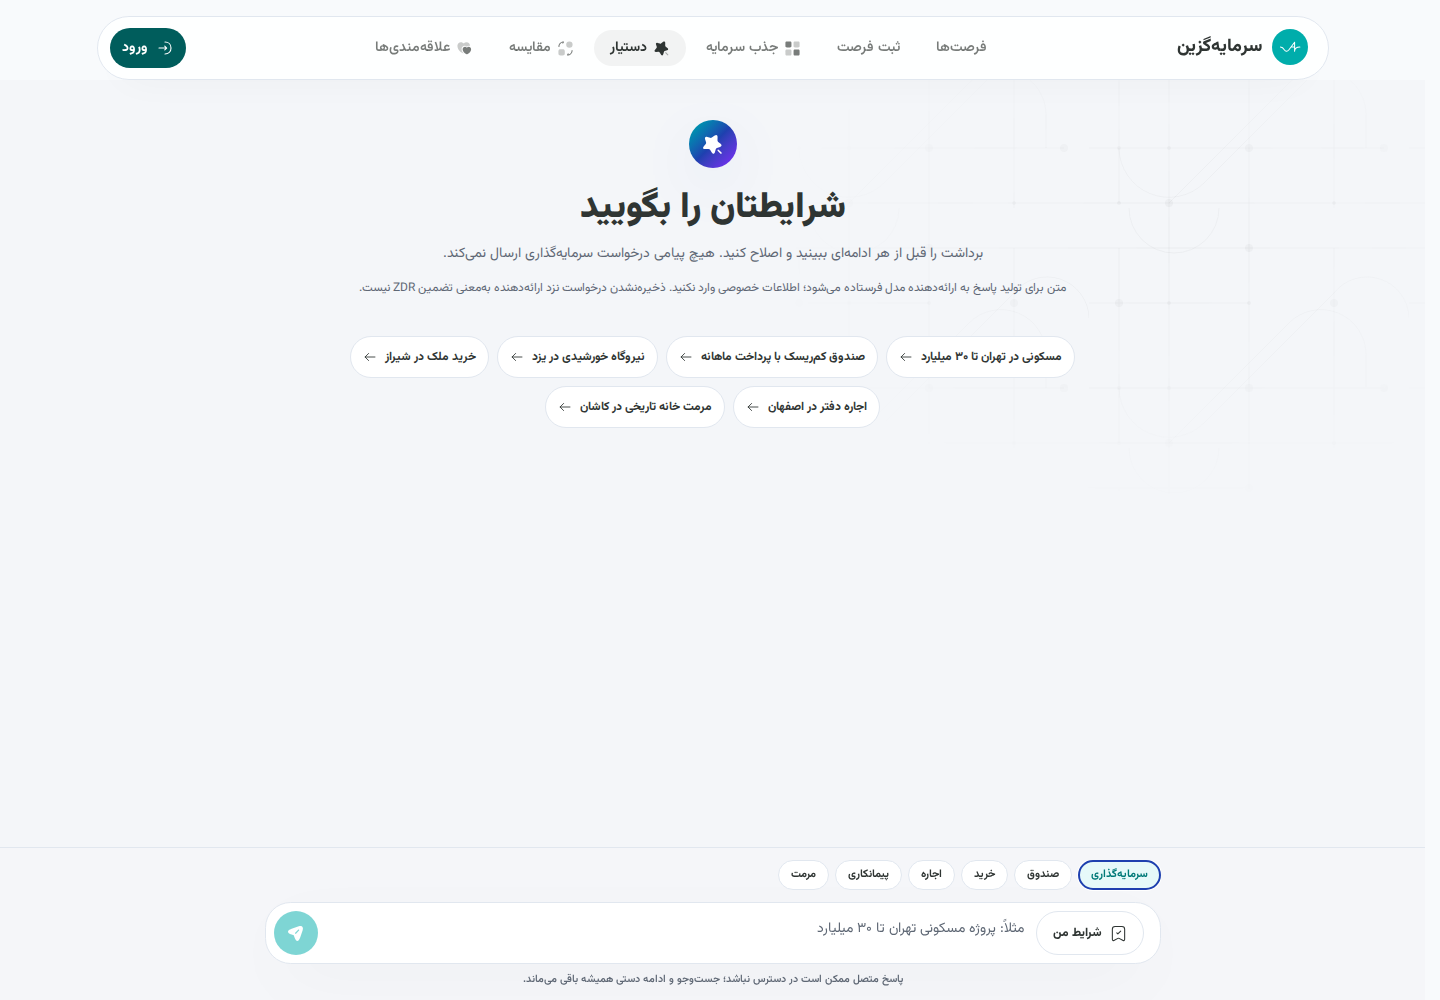 سرمایه‌گزین
فرصت‌ها
ثبت فرصت
جذب سرمایه
دستیار
مقایسه
علاقه‌مندی‌ها
ورود
شرایطتان را بگویید
برداشت را قبل از هر ادامه‌ای ببینید و اصلاح کنید. هیچ پیامی درخواست سرمایه‌گذاری ارسال نمی‌کند.
متن برای تولید پاسخ به ارائه‌دهنده مدل فرستاده می‌شود؛ اطلاعات خصوصی وارد نکنید. ذخیره‌نشدن درخواست نزد ارائه‌دهنده به‌معنی تضمین ZDR نیست.
مسکونی در تهران تا ۳۰ میلیارد
صندوق کم‌ریسک با پرداخت ماهانه
نیروگاه خورشیدی در یزد
خرید ملک در شیراز
اجاره دفتر در اصفهان
مرمت خانه تاریخی در کاشان
سرمایه‌گذاری
صندوق
خرید
اجاره
پیمانکاری
مرمت
شرایط من
مثلاً: پروژه مسکونی تهران تا ۳۰ میلیارد
پاسخ متصل ممکن است در دسترس نباشد؛ جست‌وجو و ادامه دستی همیشه باقی می‌ماند.